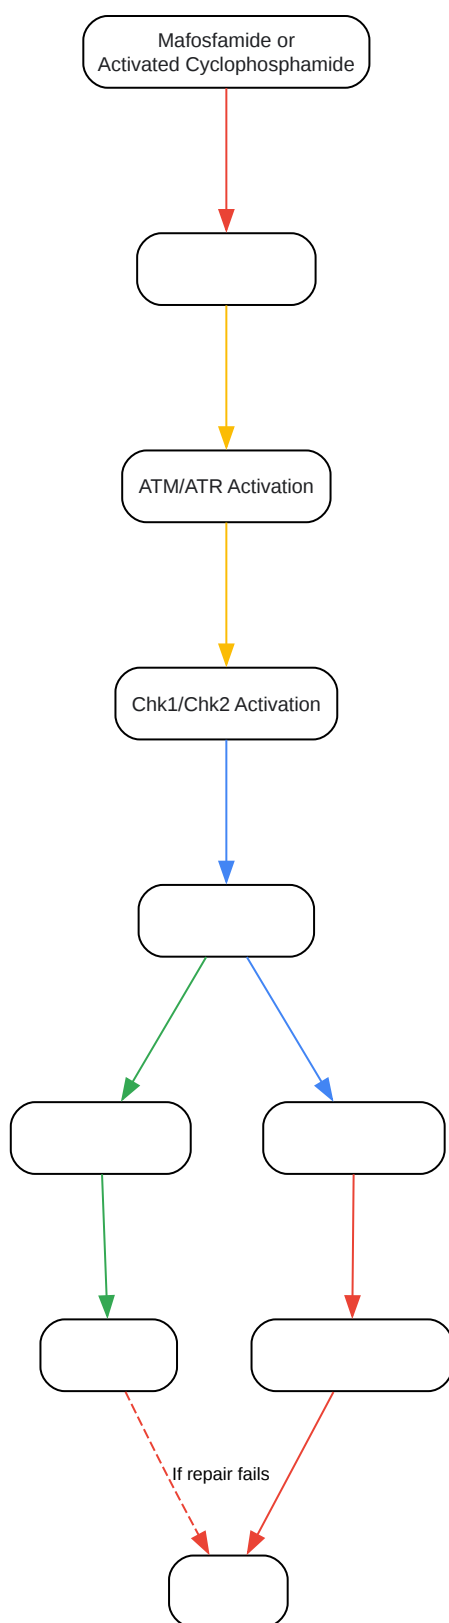 Mafosfamide or
Activated Cyclophosphamide
ATM/ATR Activation
Chk1/Chk2 Activation
If repair fails